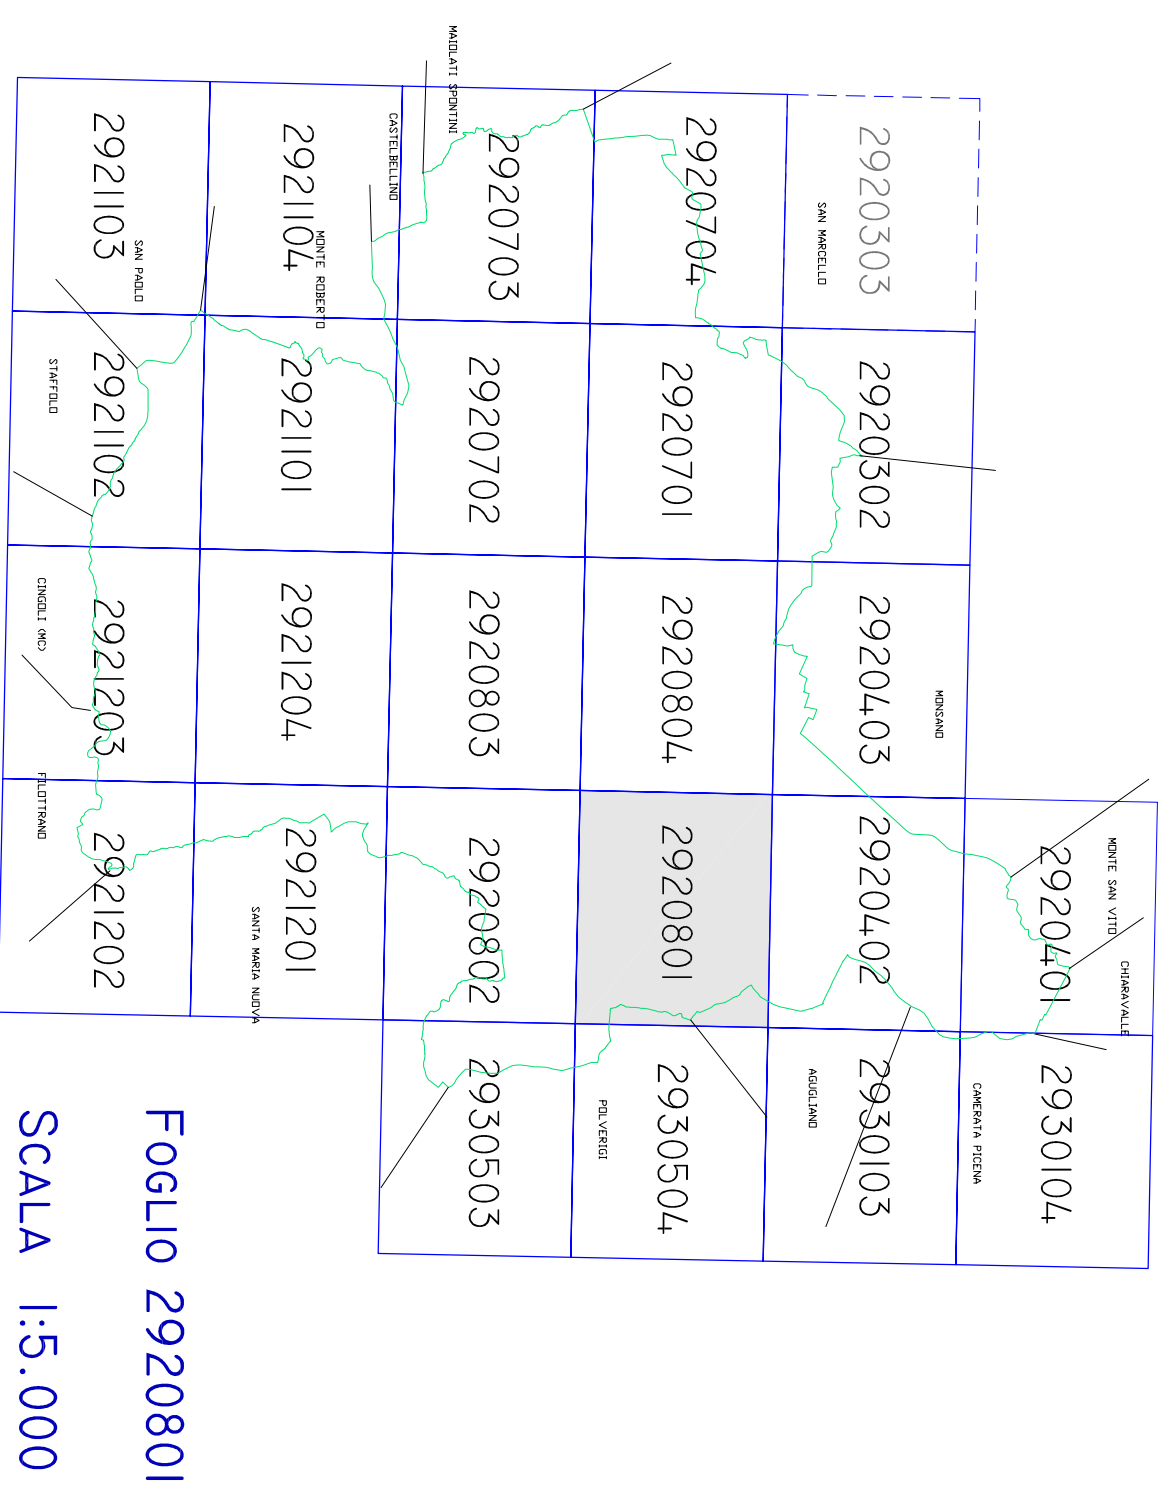 CHIARAVALLE
MONTE SAN VITO
2920401
2930104
CAMERATA PICENA
MONSANO
2920303
2920302
2920403
2920402
2930103
SAN MARCELLO
AGUGLIANO
2920704
2920701
2920804
2920801
2930504
POLVERIGI
2920703
2920702
2920803
2920802
2930503
MAIOLATI SPONTINI
CASTELBELLINO
MONTE ROBERTO
2921104
2921101
2921204
2921201
SANTA MARIA NUOVA
SAN PAOLO
2921103
2921102
2921203
2921202
STAFFOLO
CINGOLI (MC)
FILOTTRANO
FOGLIO 2920801
SCALA 1:5.000